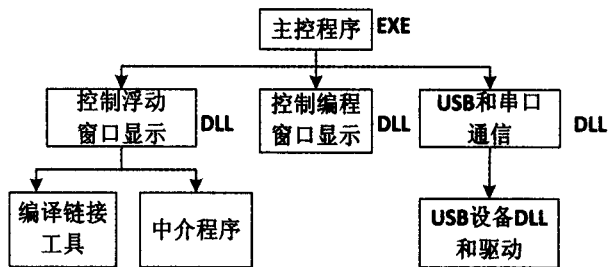 主控程序 EXE
控制浮动
窗口显示 DLL
控制编程
窗口显示 DLL
USB和串口
通信 DLL
编译链接
工具
中介程序
USB设备DLL
和驱动